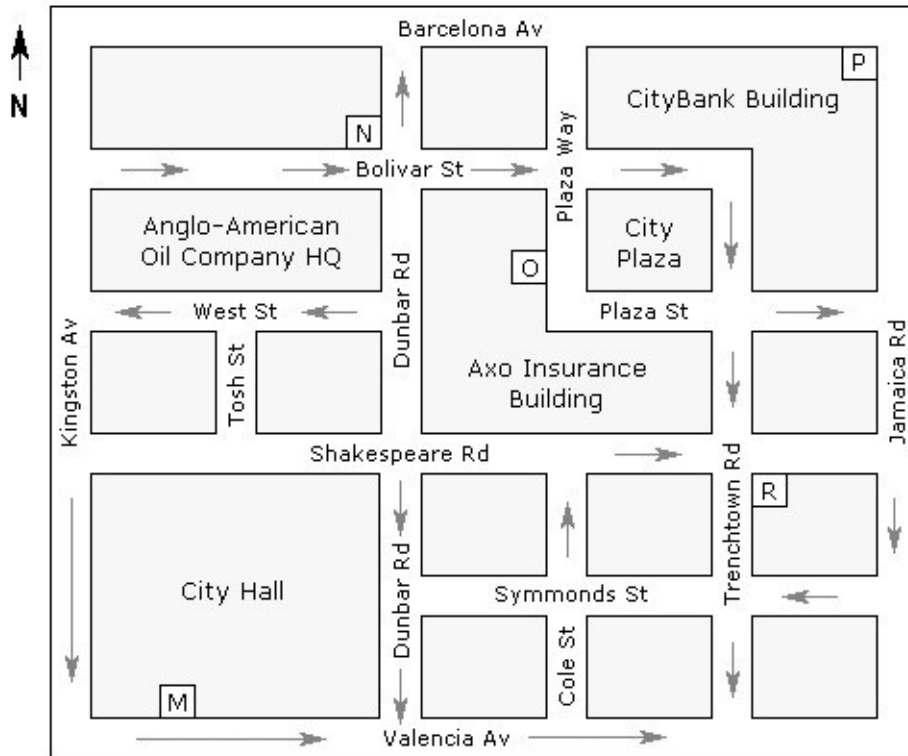 Barcelona Av
P
CityBank Building
N
N
Plaza Way
Bolivar St
Anglo-American
Oil Company HQ
City
Plaza
O
Dunbar Rd
West St
Plaza St
Kingston Av
Tosh St
Axo Insurance
Building
Jamaica Rd
Shakespeare Rd
Trenchtown Rd
R
City Hall
Dunbar Rd
Symmonds St
Cole St
M
Valencia Av